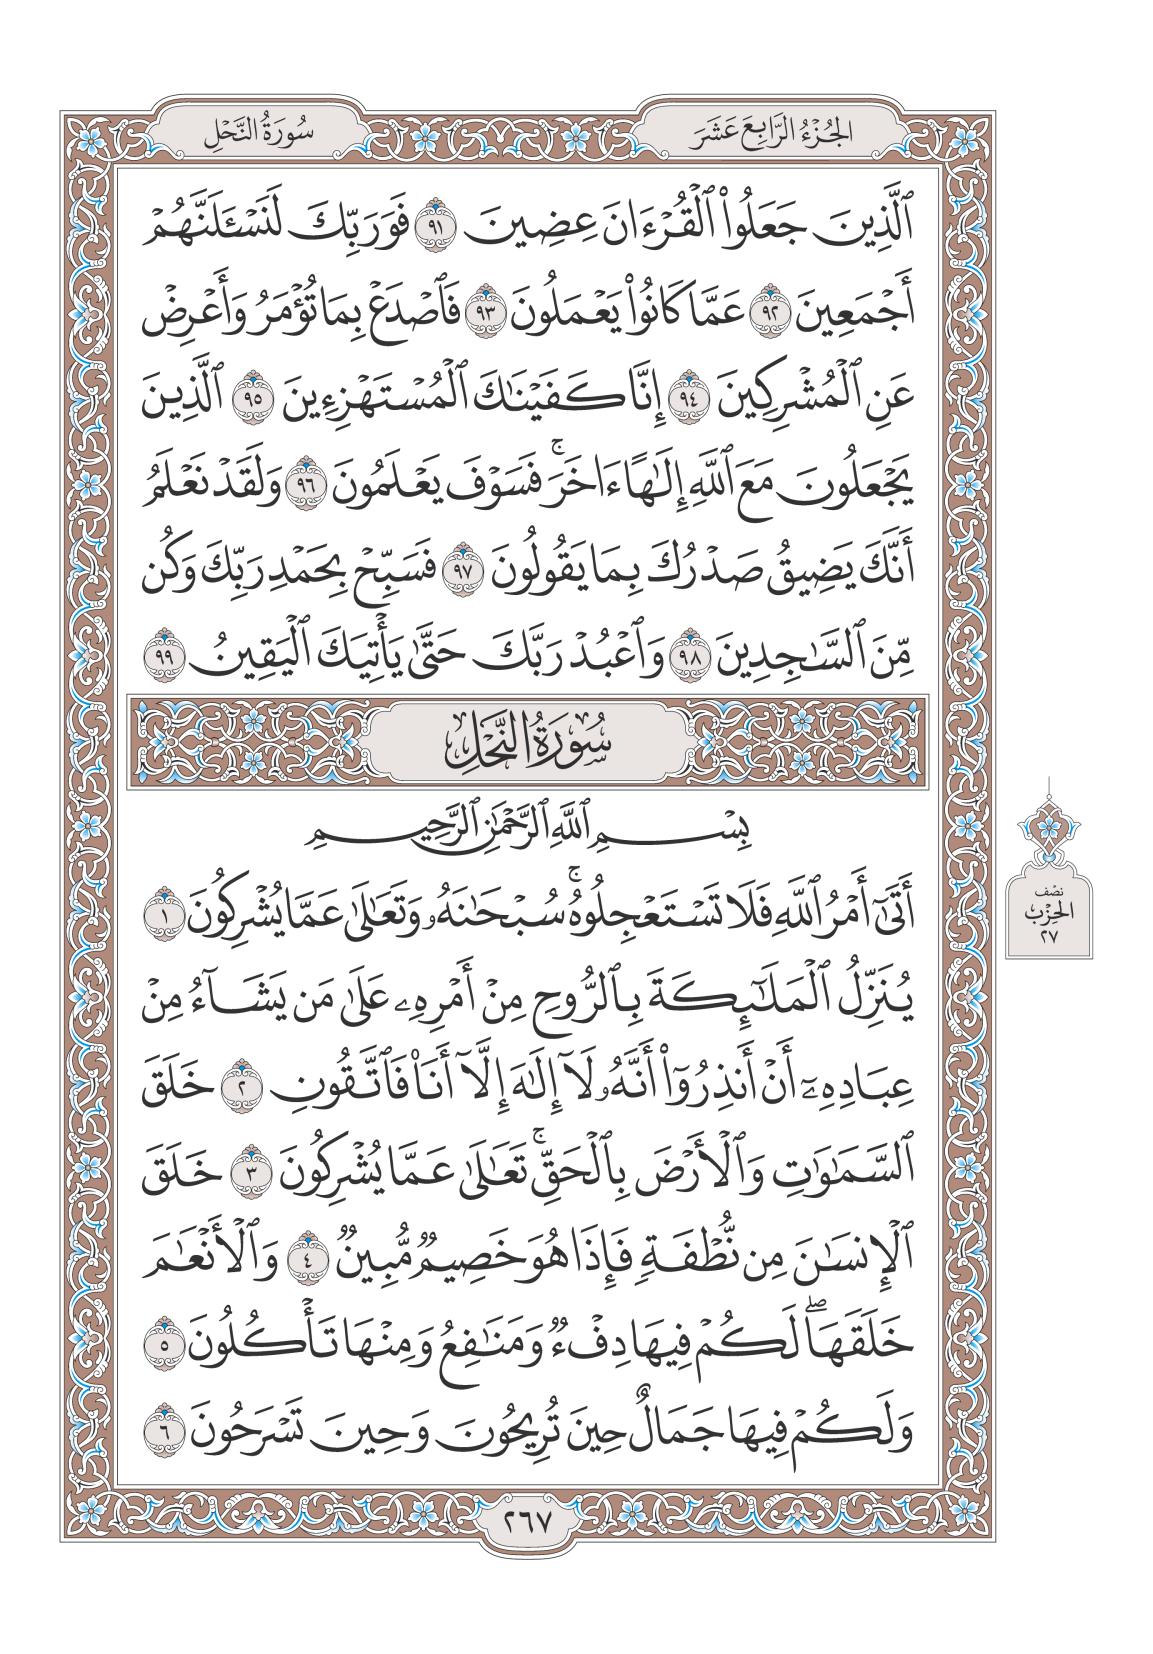 الجُزْءُ الرَّابِعَ عَشَرَ
سُورَةُ النَّحْلِ
ٱلَّذِينَ جَعَلُوا۟ ٱلْقُرْءَانَ عِضِينَ ٩١ فَوَرَبِّكَ لَنَسْـَٔلَنَّهُمْ
أَجْمَعِينَ ٩٢ عَمَّا كَانُوا۟ يَعْمَلُونَ ٩٣ فَٱصْدَعْ بِمَا تُؤْمَرُ وَأَعْرِضْ
عَنِ ٱلْمُشْرِكِينَ ٩٤ إِنَّا كَفَيْنَٰكَ ٱلْمُسْتَهْزِءِينَ ٩٥ ٱلَّذِينَ
يَجْعَلُونَ مَعَ ٱللَّهِ إِلَٰهًا ءَاخَرَۚ فَسَوْفَ يَعْلَمُونَ ٩٦ وَلَقَدْ نَعْلَمُ
أَنَّكَ يَضِيقُ صَدْرُكَ بِمَا يَقُولُونَ ٩٧ فَسَبِّحْ بِحَمْدِ رَبِّكَ وَكُن
مِّنَ ٱلسَّٰجِدِينَ ٩٨ وَٱعْبُدْ رَبَّكَ حَتَّىٰ يَأْتِيَكَ ٱلْيَقِينُ ٩٩
سُورَةُ النَّحْلِ
بِسْمِ ٱللَّهِ ٱلرَّحْمَٰنِ ٱلرَّحِيمِ
أَتَىٰٓ أَمْرُ ٱللَّهِ فَلَا تَسْتَعْجِلُوهُۚ سُبْحَٰنَهُۥ وَتَعَٰلَىٰ عَمَّا يُشْرِكُونَ ١
يُنَزِّلُ ٱلْمَلَٰٓئِكَةَ بِٱلرُّوحِ مِنْ أَمْرِهِۦ عَلَىٰ مَن يَشَآءُ مِنْ
عِبَادِهِۦٓ أَنْ أَنذِرُوٓا۟ أَنَّهُۥ لَآ إِلَٰهَ إِلَّآ أَنَا۠ فَٱتَّقُونِ ٢ خَلَقَ
ٱلسَّمَٰوَٰتِ وَٱلْأَرْضَ بِٱلْحَقِّۚ تَعَٰلَىٰ عَمَّا يُشْرِكُونَ ٣ خَلَقَ
ٱلْإِنسَٰنَ مِن نُّطْفَةٍ فَإِذَا هُوَ خَصِيمٌ مُّبِينٌ ٤ وَٱلْأَنْعَٰمَ
خَلَقَهَاۖ لَكُمْ فِيهَا دِفْءٌ وَمَنَٰفِعُ وَمِنْهَا تَأْكُلُونَ ٥
وَلَكُمْ فِيهَا جَمَالٌ حِينَ تُرِيحُونَ وَحِينَ تَسْرَحُونَ ٦
نصف
الحِزْب
٢٧
٢٦٧